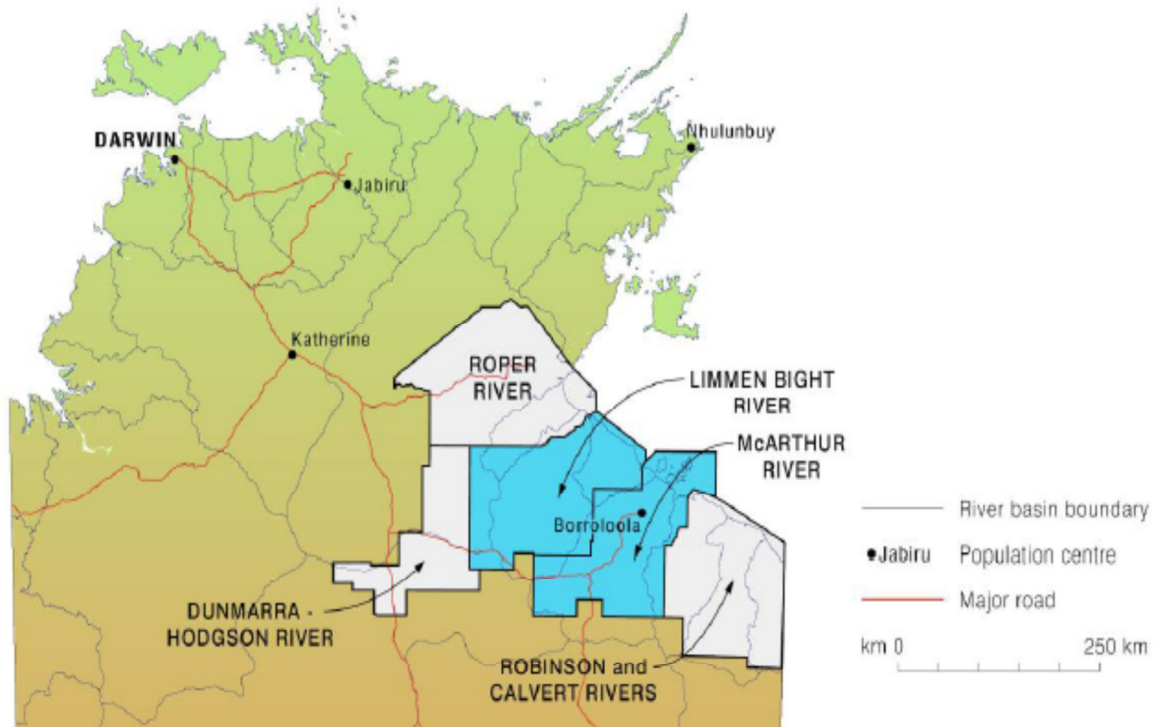 Nhulunbuy
DARWIN
Jabiru
Katherine
ROPER
RIVER
LIMMEN BIGHT
RIVER
McARTHUR
RIVER
Borroloola
DUNMARRA -
HODGSON RIVER
ROBINSON and
CALVERT RIVERS
River basin boundary
Jabiru Population centre
Major road
km 0 250 km